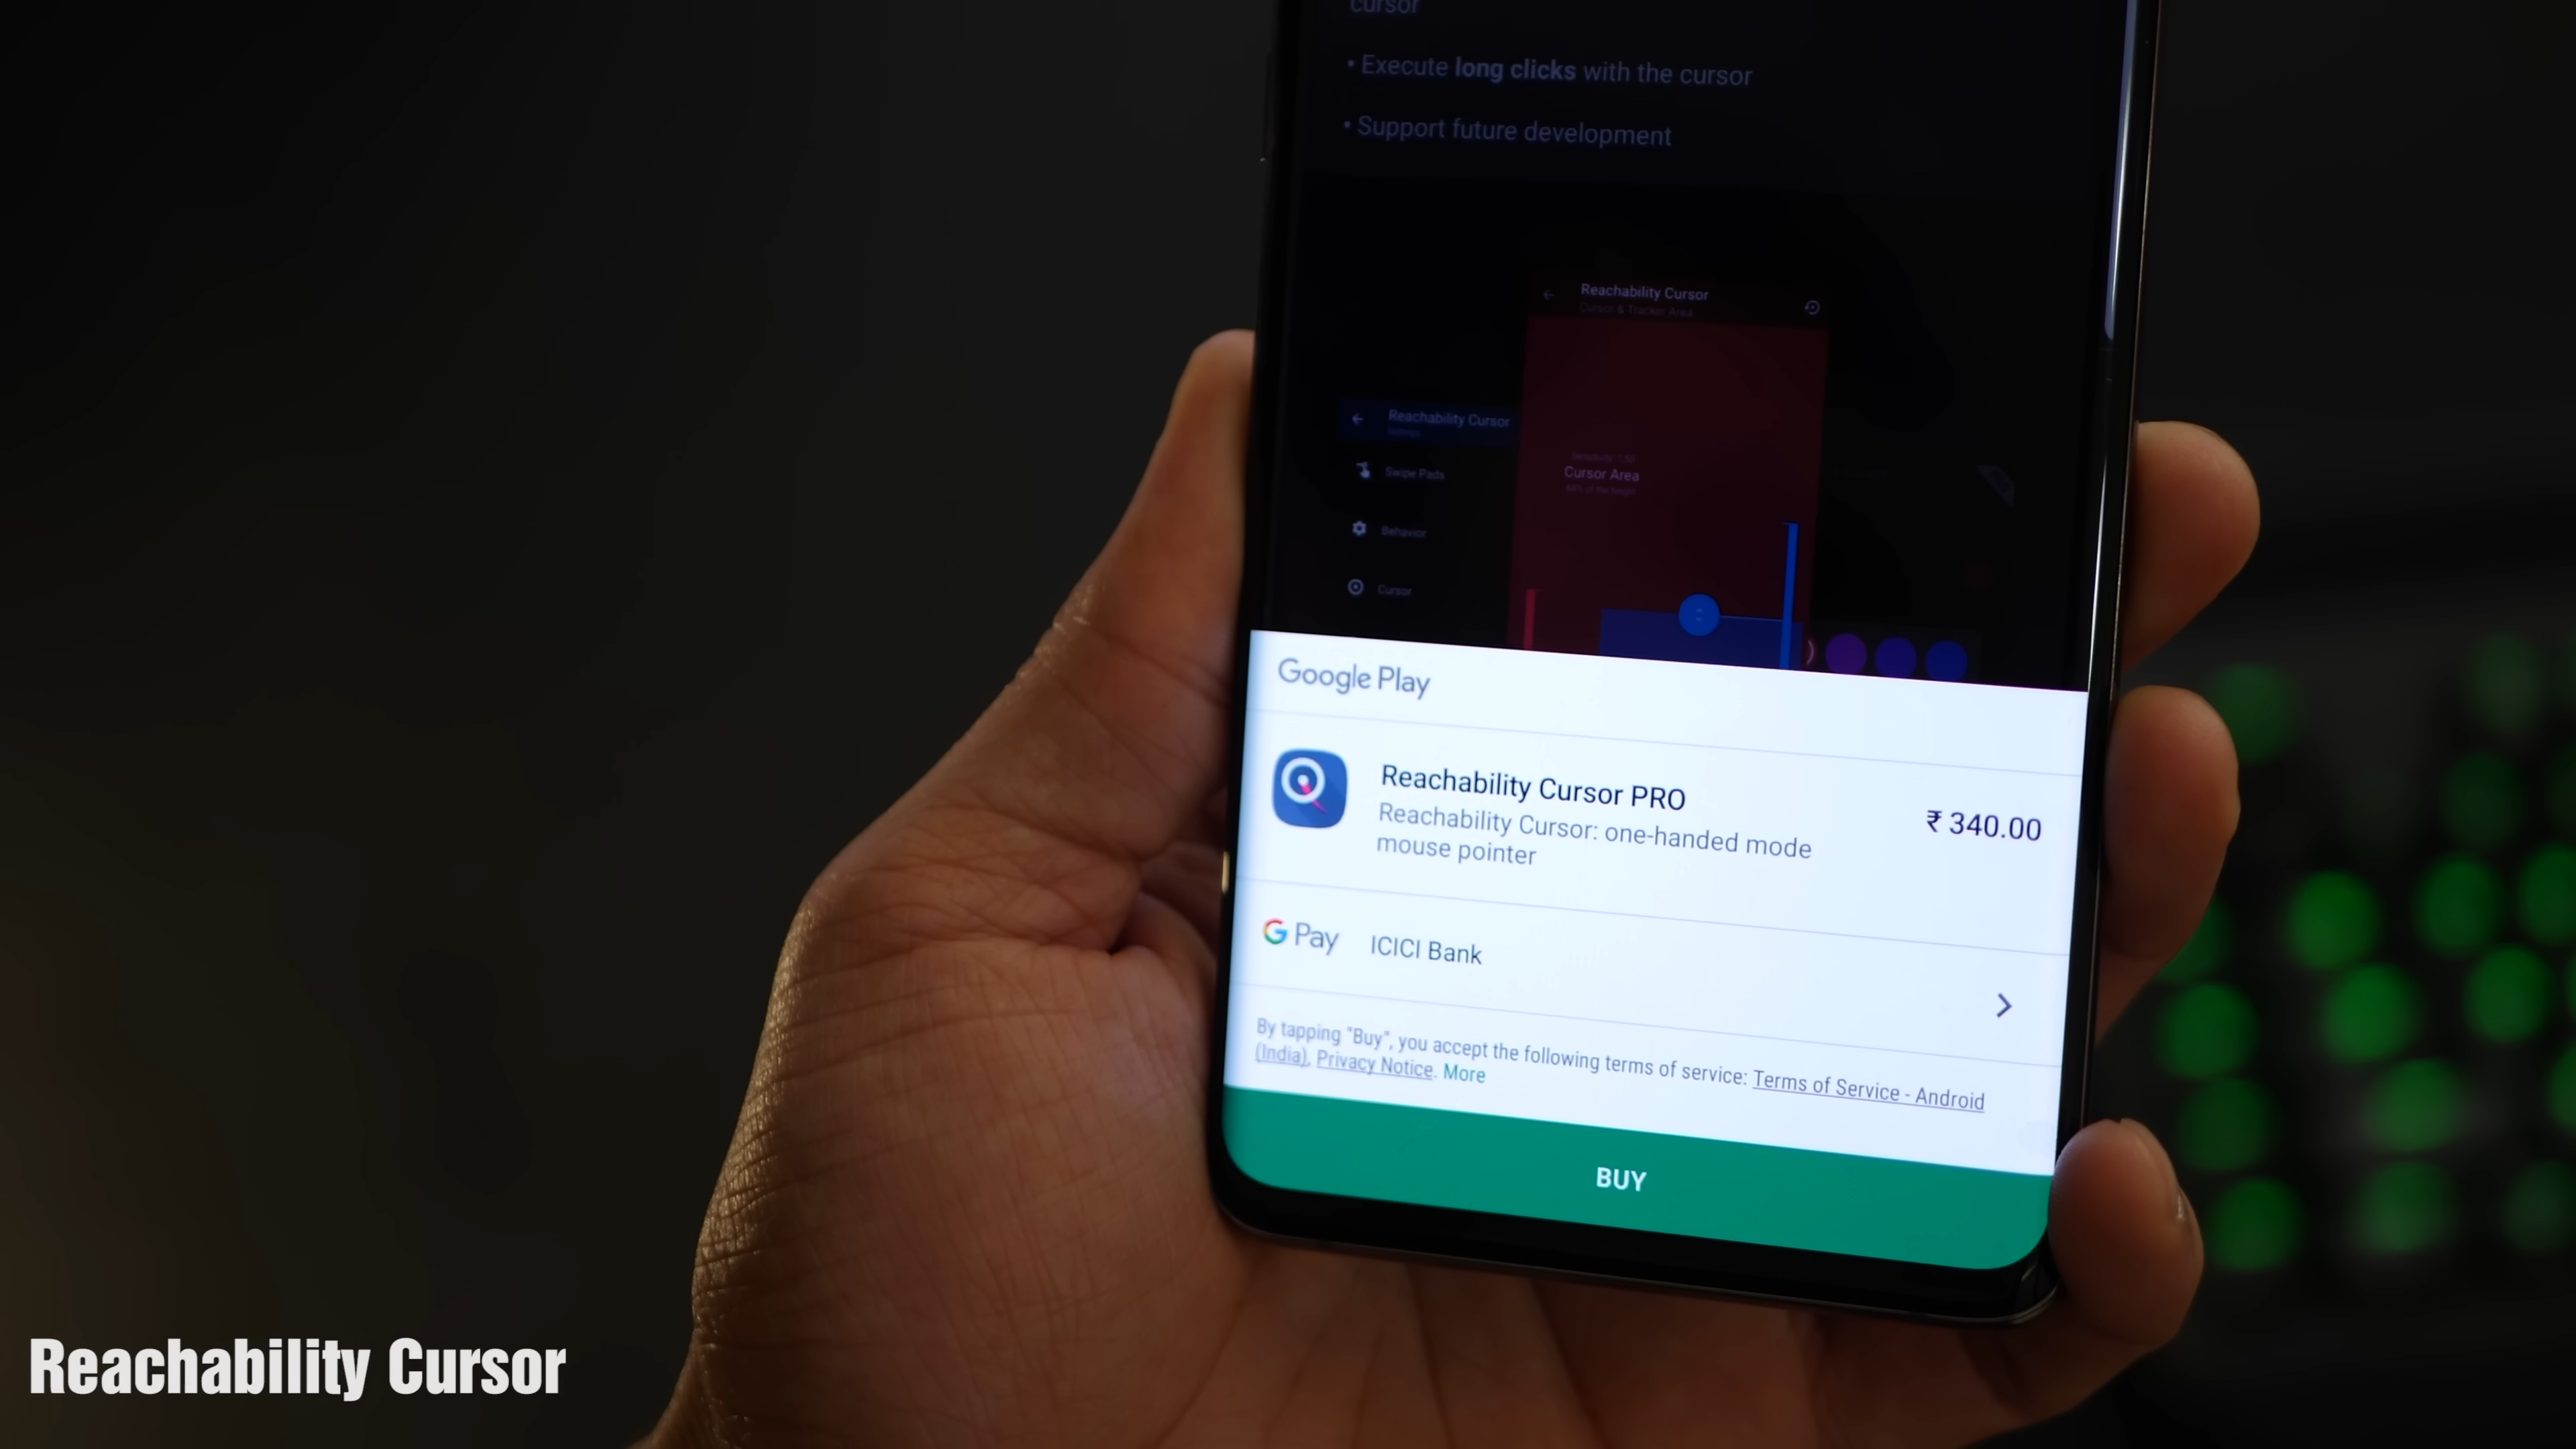 cursor
• Execute long clicks with the cursor
• Support future development
Reachability Cursor
Cursor & Tracker Area
Reachability Cursor
Settings
Cursor Area
Swipe Pads
Behavior
Cursor
Google Play
Reachability Cursor PRO
Reachability Cursor: one-handed mode
mouse pointer
₹ 340.00
G Pay ICICI Bank
By tapping "Buy", you accept the following terms of service: Terms of Service - Android
(India), Privacy Notice. More
BUY
Reachability Cursor